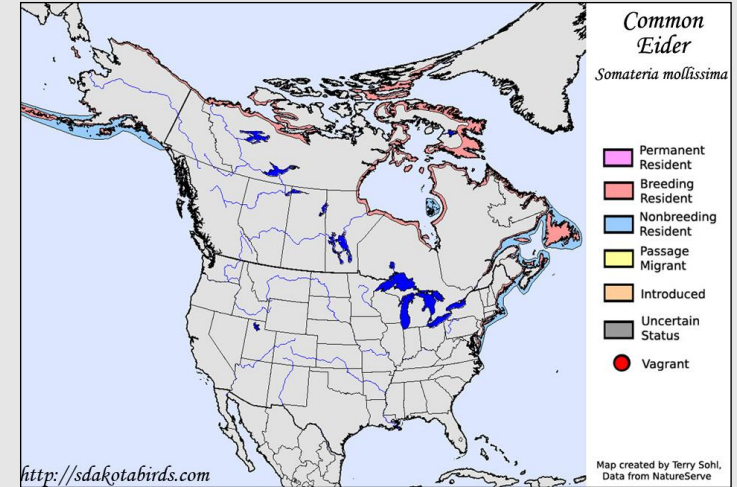 Common
Eider
Somateria mollissima
Permanent
Resident
Breeding
Resident
Nonbreeding
Resident
Passage
Migrant
Introduced
Uncertain
Status
Vagrant
Map created by Terry Sohl,
Data from NatureServe
http://sdakotabirds.com